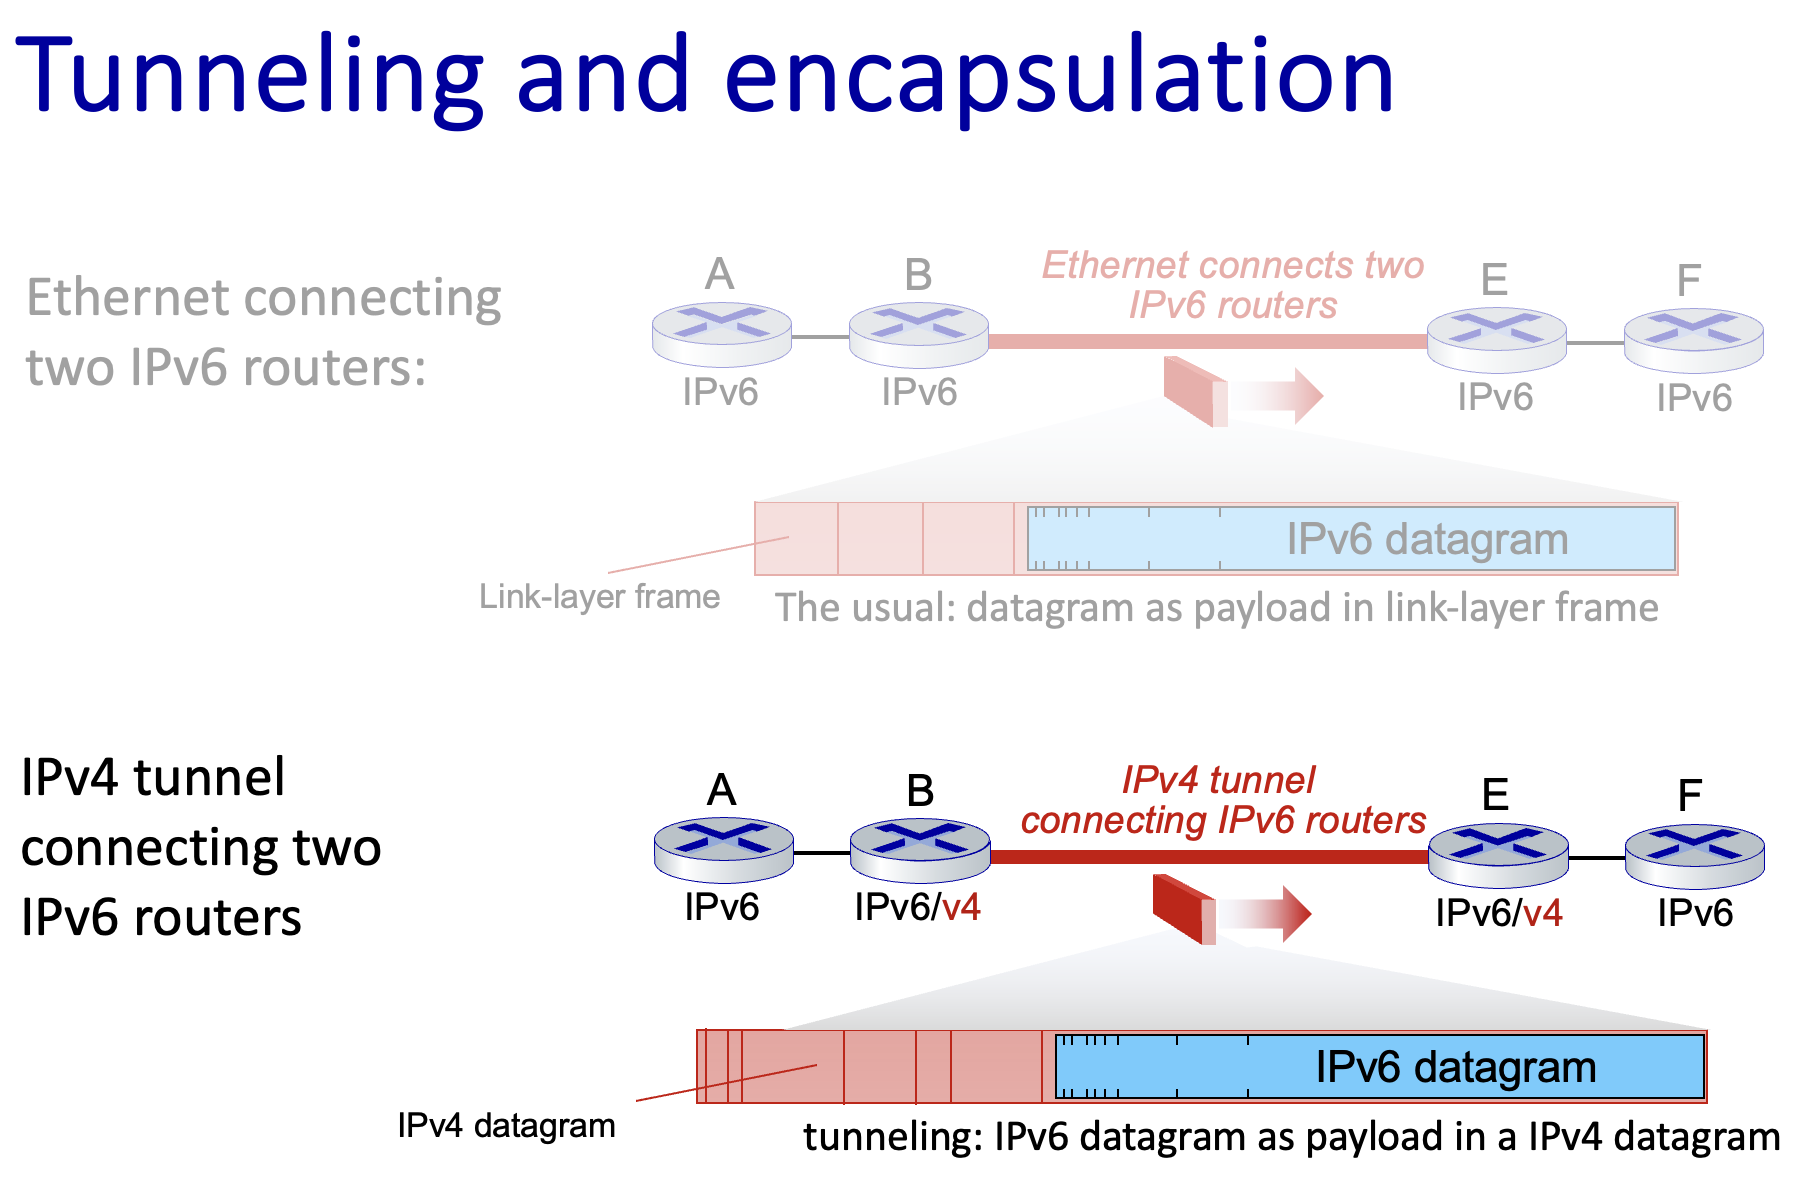 Tunneling and encapsulation
Ethernet connecting
two IPv6 routers:
A
B
Ethernet connects two
IPv6 routers
E
F
IPv6
IPv6
IPv6
IPv6
IPv6 datagram
Link-layer frame
The usual: datagram as payload in link-layer frame
IPv4 tunnel
connecting two
IPv6 routers
A
B
IPv4 tunnel
connecting IPv6 routers
E
F
IPv6
IPv6/v4
IPv6/v4
IPv6
IPv6 datagram
IPv4 datagram
tunneling: IPv6 datagram as payload in a IPv4 datagram